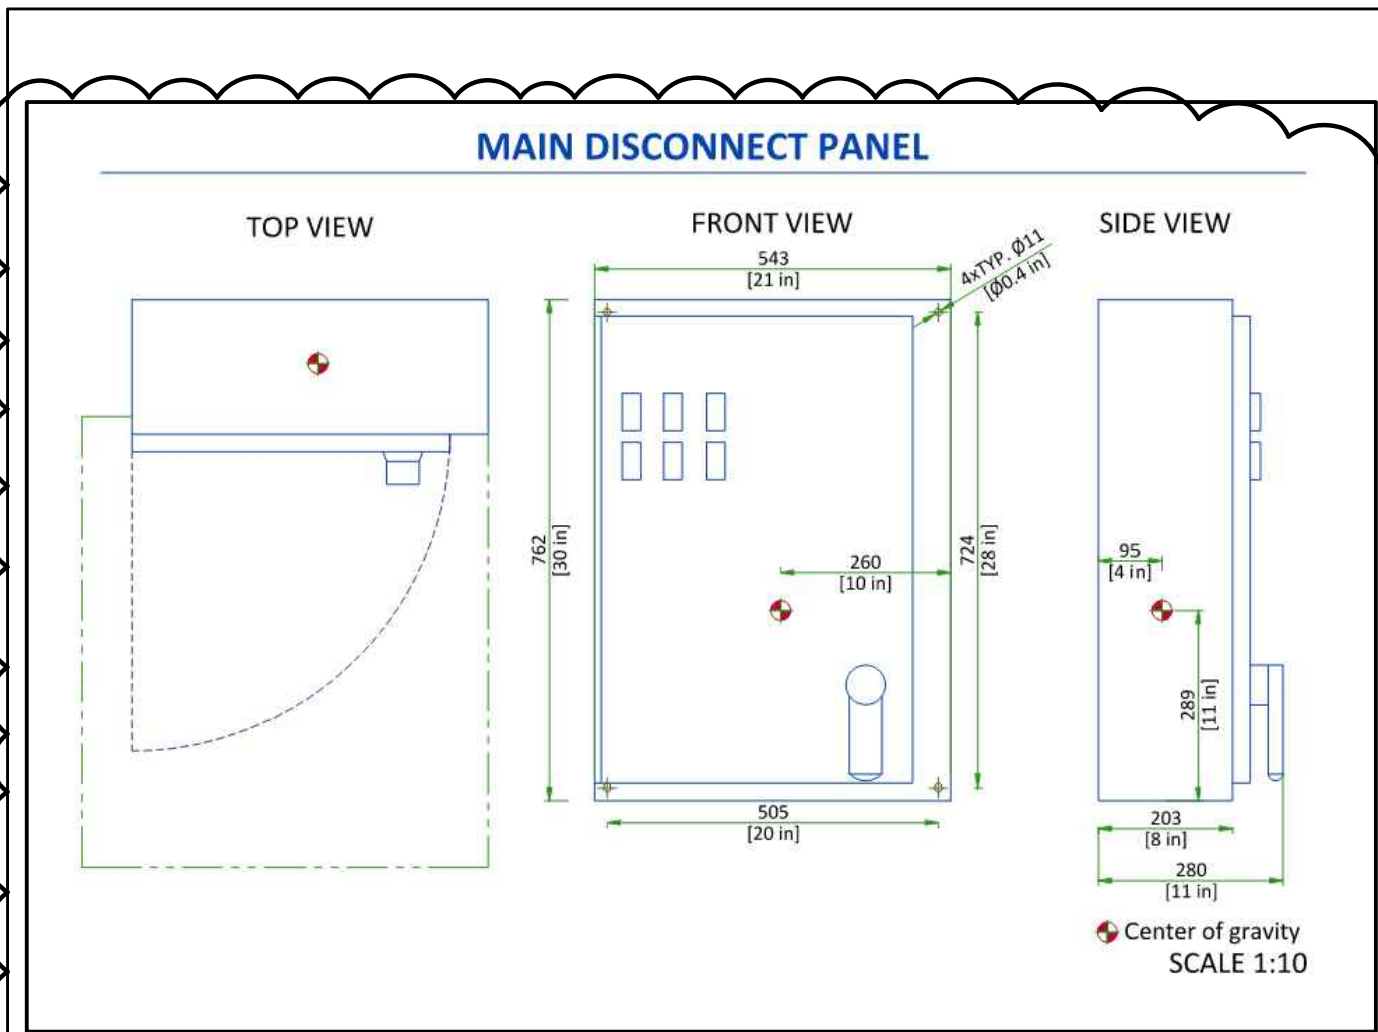 MAIN DISCONNECT PANEL
TOP VIEW
FRONT VIEW
SIDE VIEW
543
[21 in]
4xTYP. Ø11
[Ø0.4 in]
762
[30 in]
724
[28 in]
260
[10 in]
95
[4 in]
289
[11 in]
505
[20 in]
203
[8 in]
280
[11 in]
Center of gravity
SCALE 1:10